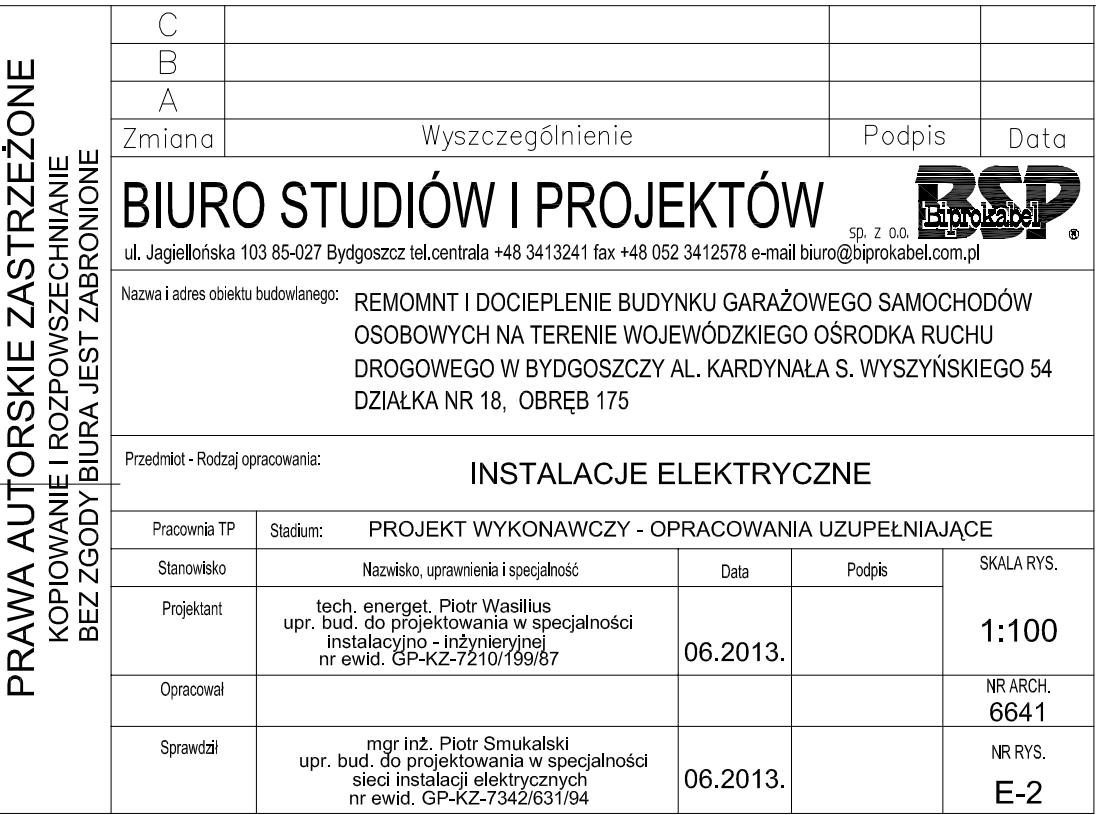 PRAWA AUTORSKIE ZASTRZEŻONE
KOPIOWANIE I ROZPOWSZECHNIANIE
BEZ ZGODY BIURA JEST ZABRONIONE
C
B
A
Zmiana Wyszczególnienie Podpis Data
BIURO STUDIÓW I PROJEKTÓW sp. z o.o. BSP Biprokabel ®
ul. Jagiellońska 103 85-027 Bydgoszcz tel.centrala +48 3413241 fax +48 052 3412578 e-mail biuro@biprokabel.com.pl
Nazwa i adres obiektu budowlanego: REMOMNT I DOCIEPLENIE BUDYNKU GARAŻOWEGO SAMOCHODÓW
OSOBOWYCH NA TERENIE WOJEWÓDZKIEGO OŚRODKA RUCHU
DROGOWEGO W BYDGOSZCZY AL. KARDYNAŁA S. WYSZYŃSKIEGO 54
DZIAŁKA NR 18, OBRĘB 175
Przedmiot - Rodzaj opracowania:
INSTALACJE ELEKTRYCZNE
Pracownia TP Stadium: PROJEKT WYKONAWCZY - OPRACOWANIA UZUPEŁNIAJĄCE
Stanowisko Nazwisko, uprawnienia i specjalność Data Podpis SKALA RYS.
Projektant tech. energet. Piotr Wasilius
upr. bud. do projektowania w specjalności
instalacyjno - inżynieryjnej
nr ewid. GP-KZ-7210/199/87
06.2013.
1:100
Opracował
NR ARCH.
6641
Sprawdził mgr inż. Piotr Smukalski
upr. bud. do projektowania w specjalności
sieci instalacji elektrycznych
nr ewid. GP-KZ-7342/631/94
06.2013.
NR RYS.
E-2